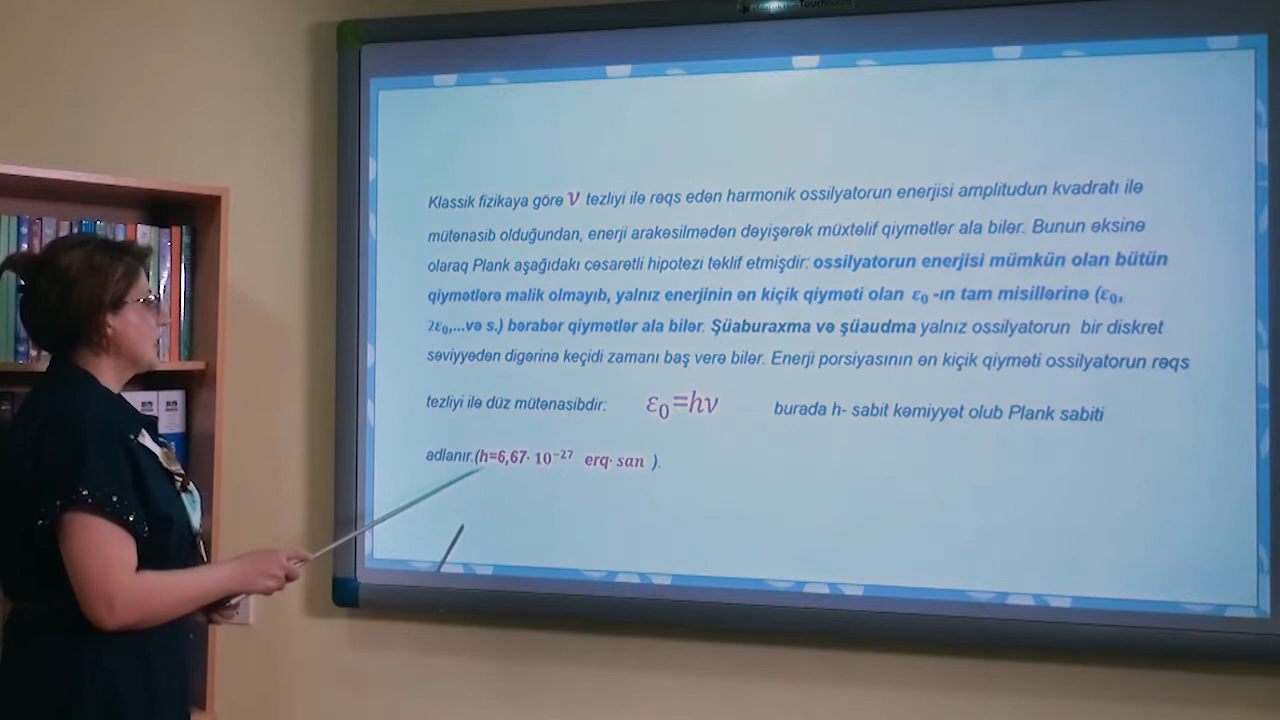 Klassik fizikaya görə ν tezliyi ilə rəqs edən harmonik ossilyatorun enerjisi amplitudun kvadratı ilə
mütənasib olduğundan, enerji arakəsilmədən dəyişərək müxtəlif qiymətlər ala bilər. Bunun əksinə
olaraq Plank aşağıdakı cəsarətli hipotezi təklif etmişdir: ossilyatorun enerjisi mümkün olan bütün
qiymətlərə malik olmayıb, yalnız enerjinin ən kiçik qiyməti olan ε₀ -ın tam misillərinə (ε₀,
2ε₀,...və s.) bərabər qiymətlər ala bilər. Şüaburaxma və şüaudma yalnız ossilyatorun bir diskret
səviyyədən digərinə keçidi zamanı baş verə bilər. Enerji porsiyasının ən kiçik qiyməti ossilyatorun rəqs
tezliyi ilə düz mütənasibdir: ε₀=hν burada h- sabit kəmiyyət olub Plank sabiti
adlanır.(h=6,67· 10⁻²⁷ erq· san ).